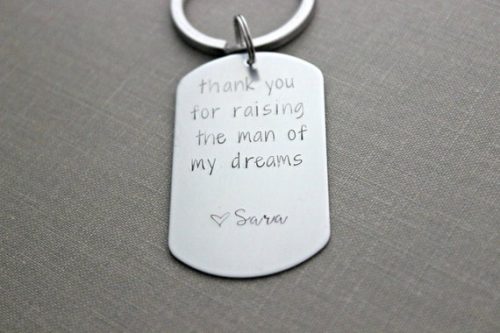 thank you
for raising
the man of
my dreams
♡ Sara